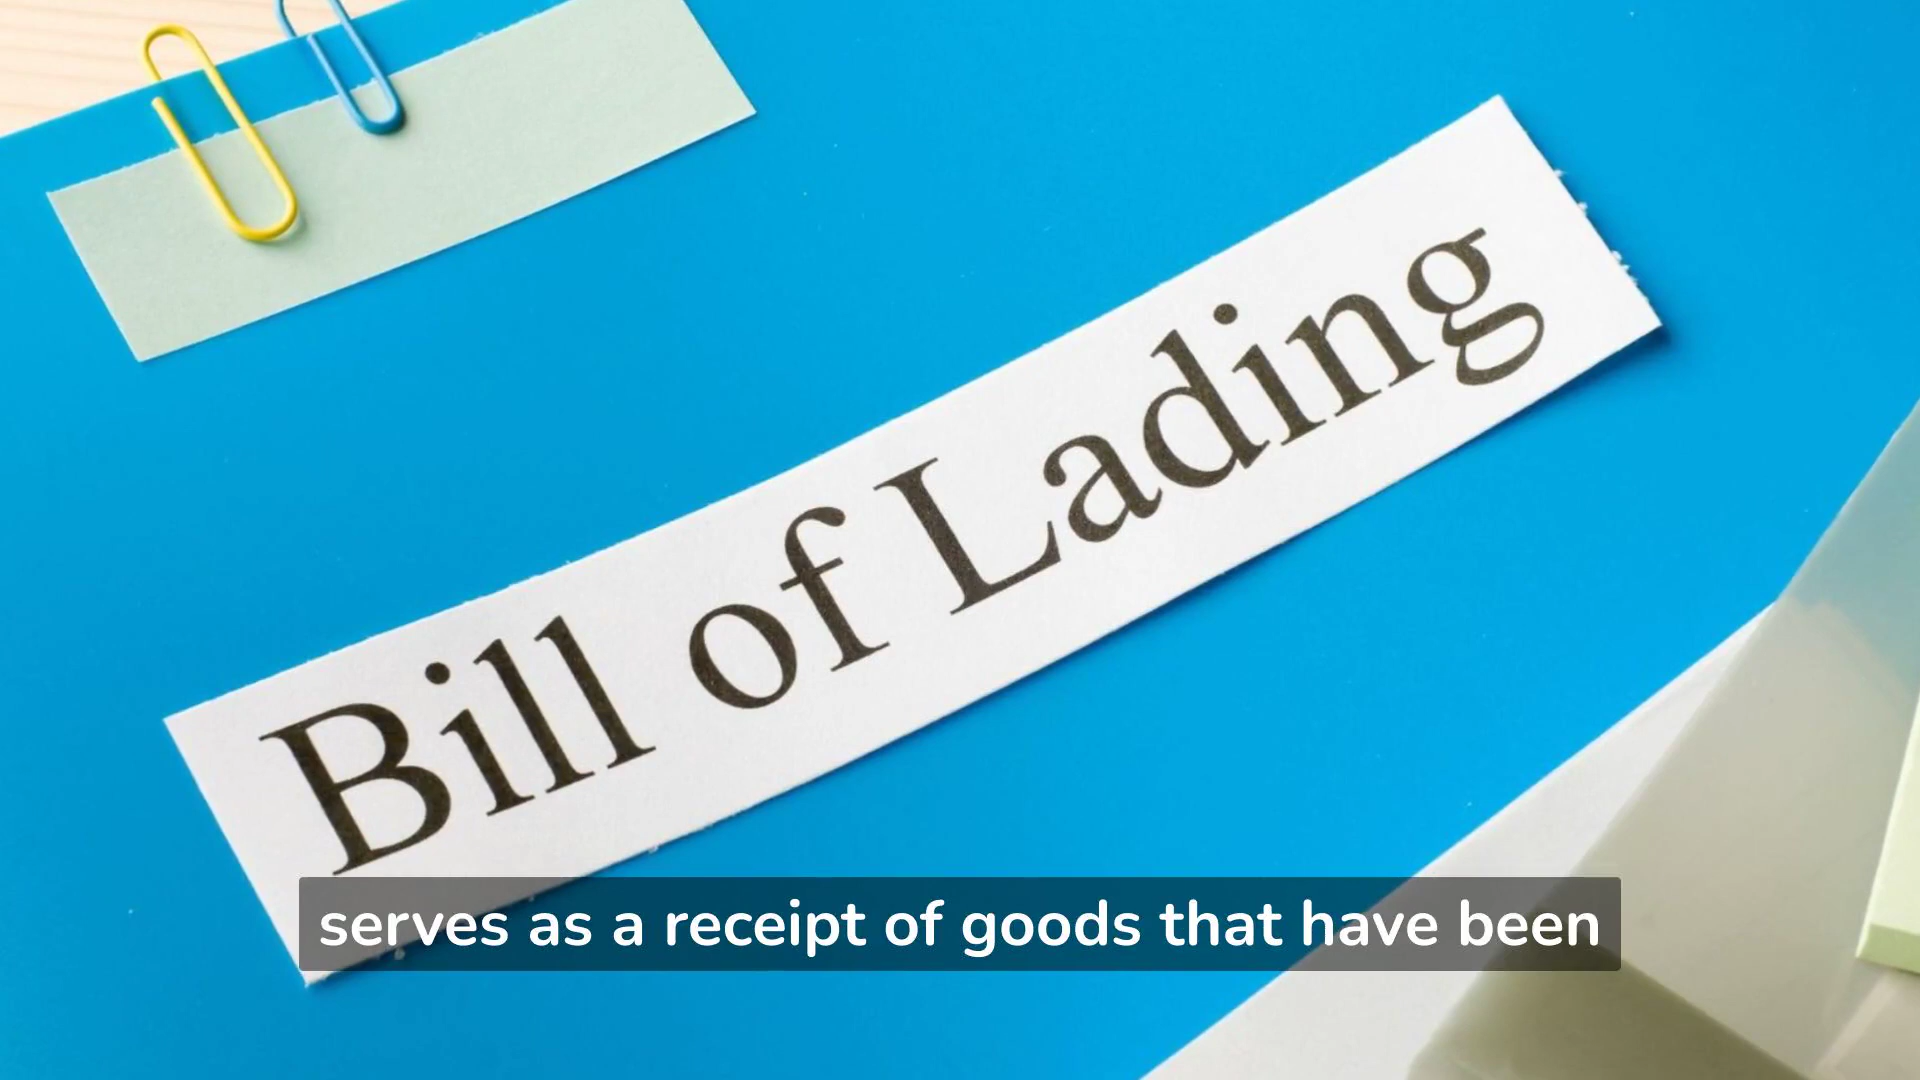 Bill of Lading
serves as a receipt of goods that have been